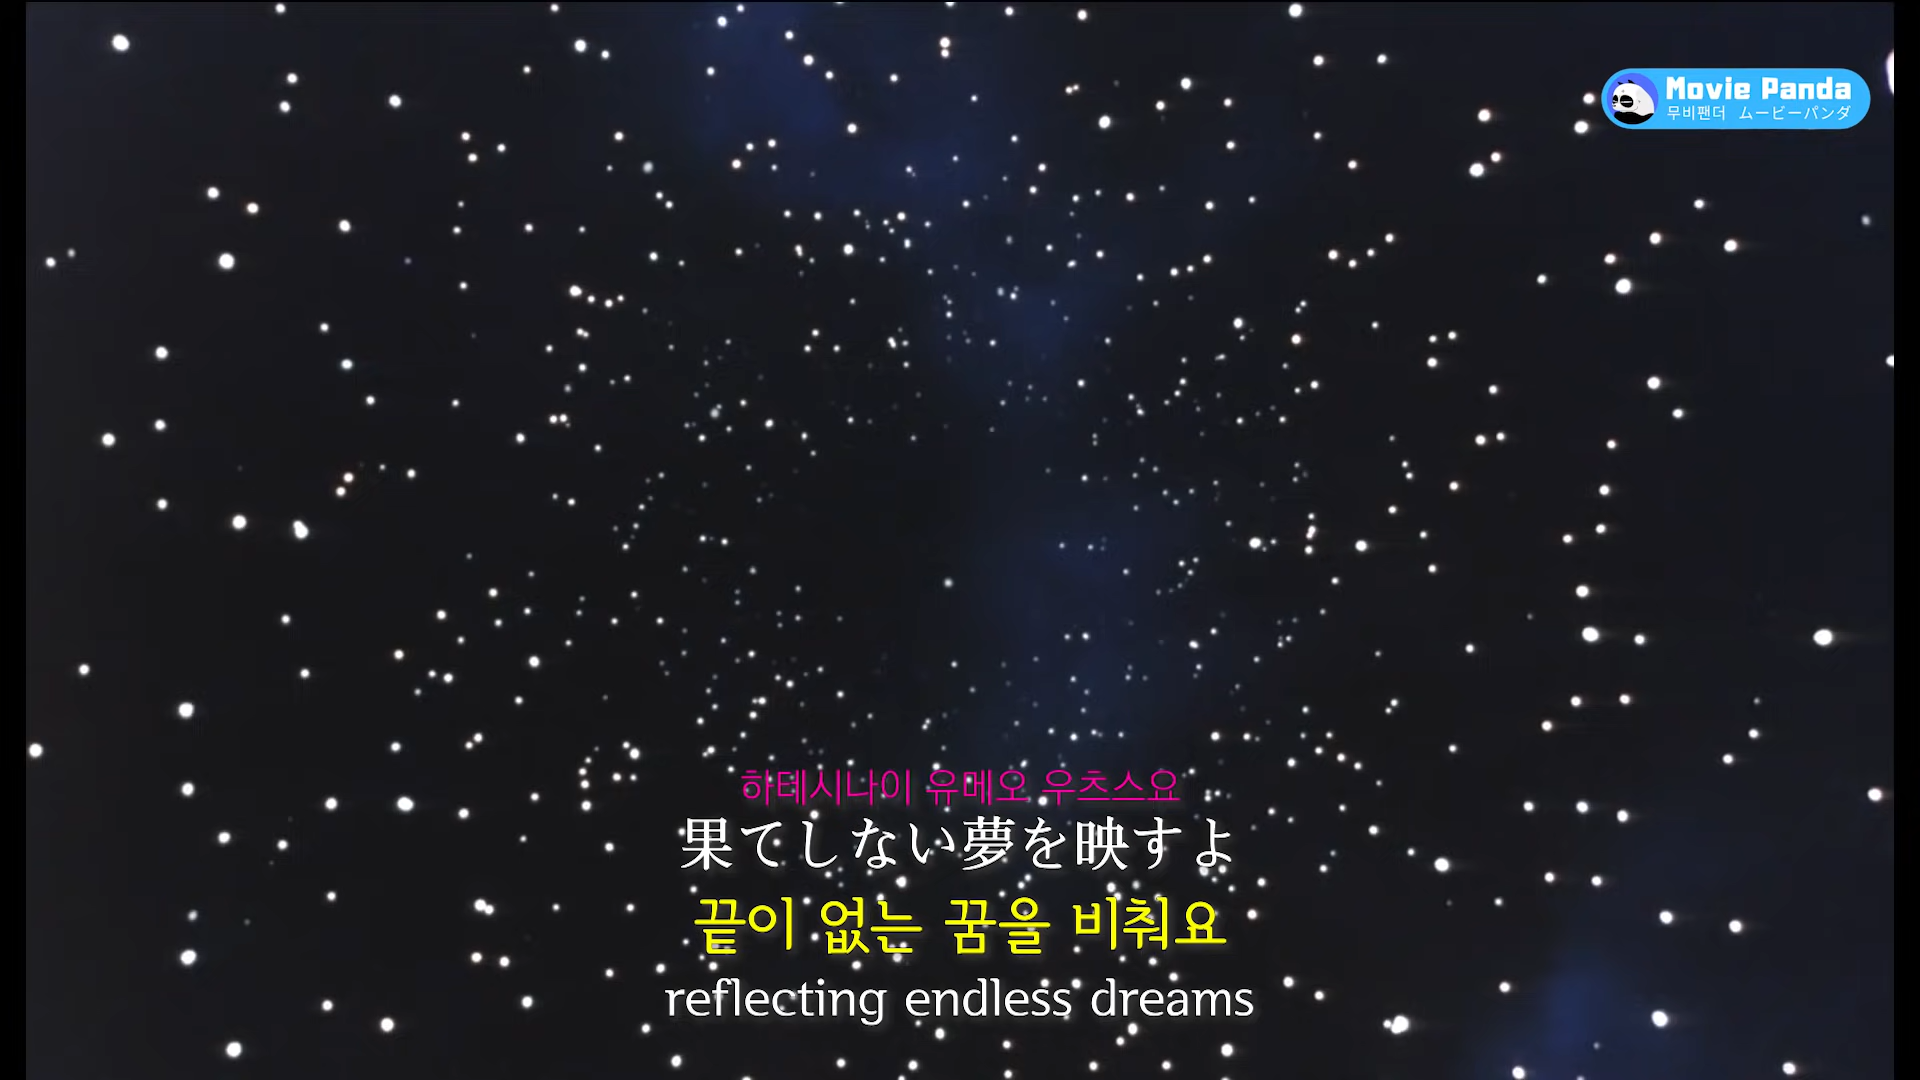 Movie Panda
무비팬더 ムービーパンダ
하테시나이 유메오 우츠스요
果てしない夢を映すよ
끝이 없는 꿈을 비춰요
reflecting endless dreams